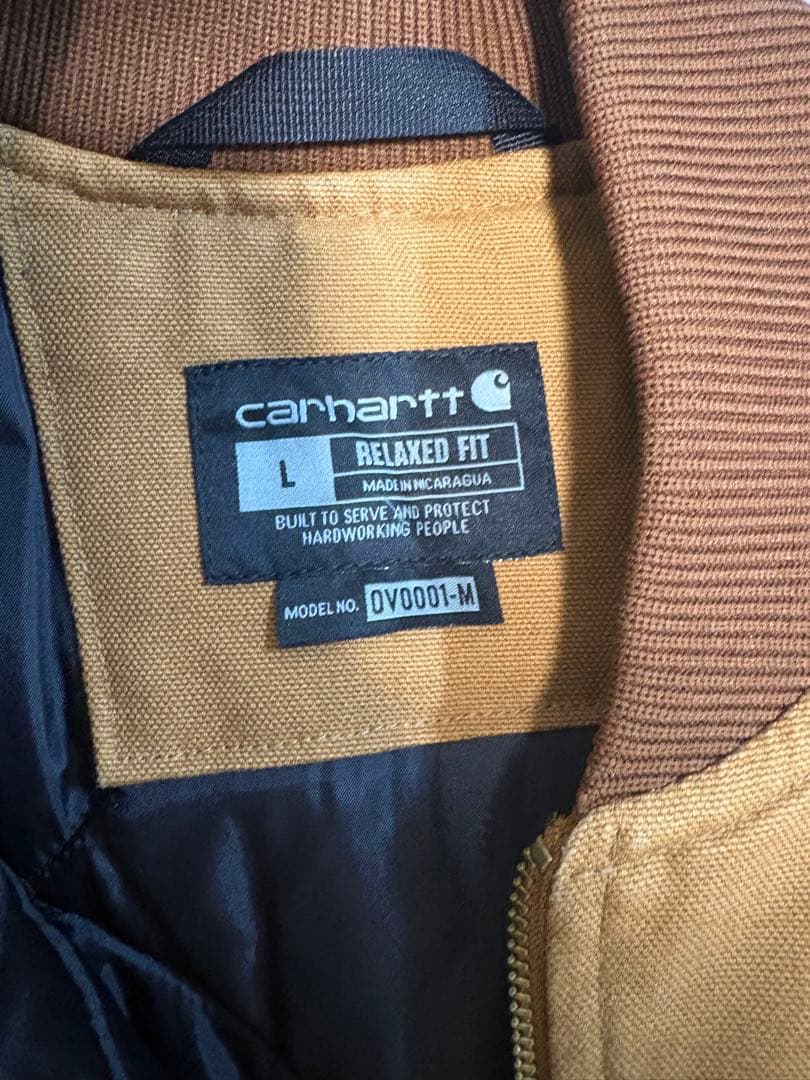 carhartt
L
RELAXED FIT
MADE IN NICARAGUA
BUILT TO SERVE AND PROTECT
HARDWORKING PEOPLE
MODEL NO. OV0001-M